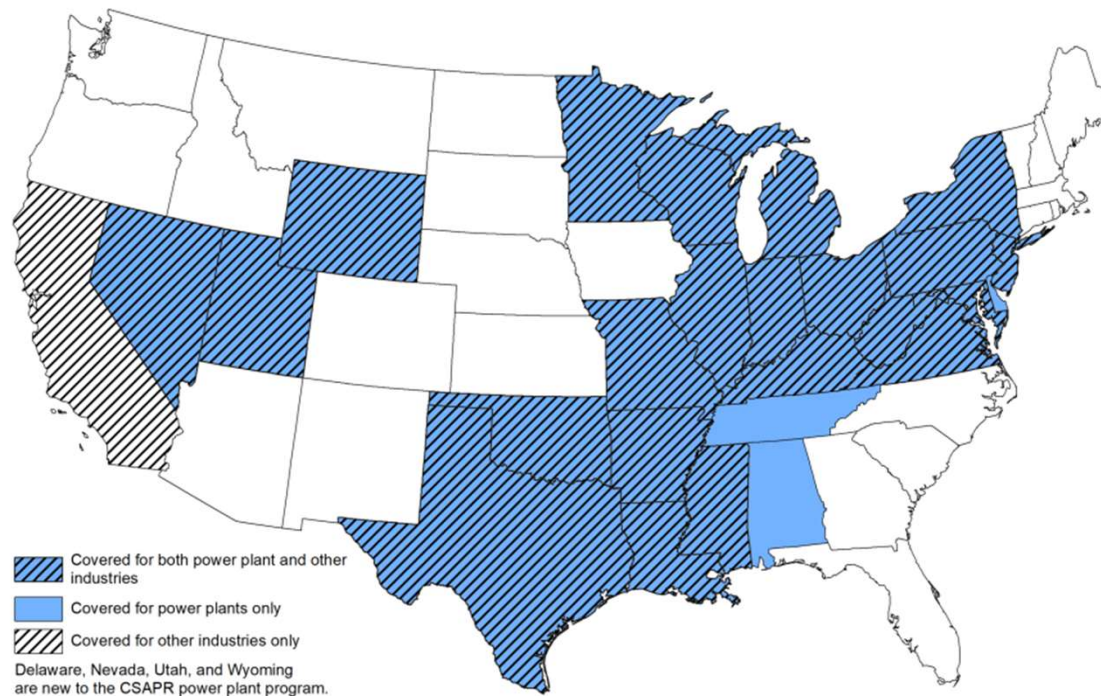 Covered for both power plant and other
industries
Covered for power plants only
Covered for other industries only
Delaware, Nevada, Utah, and Wyoming
are new to the CSAPR power plant program.